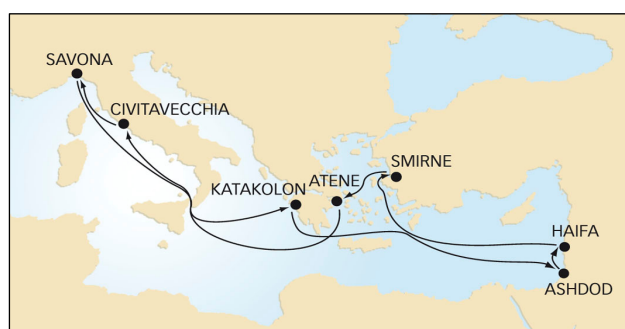 SAVONA
CIVITAVECCHIA
KATAKOLON
ATENE
SMIRNE
HAIFA
ASHDOD